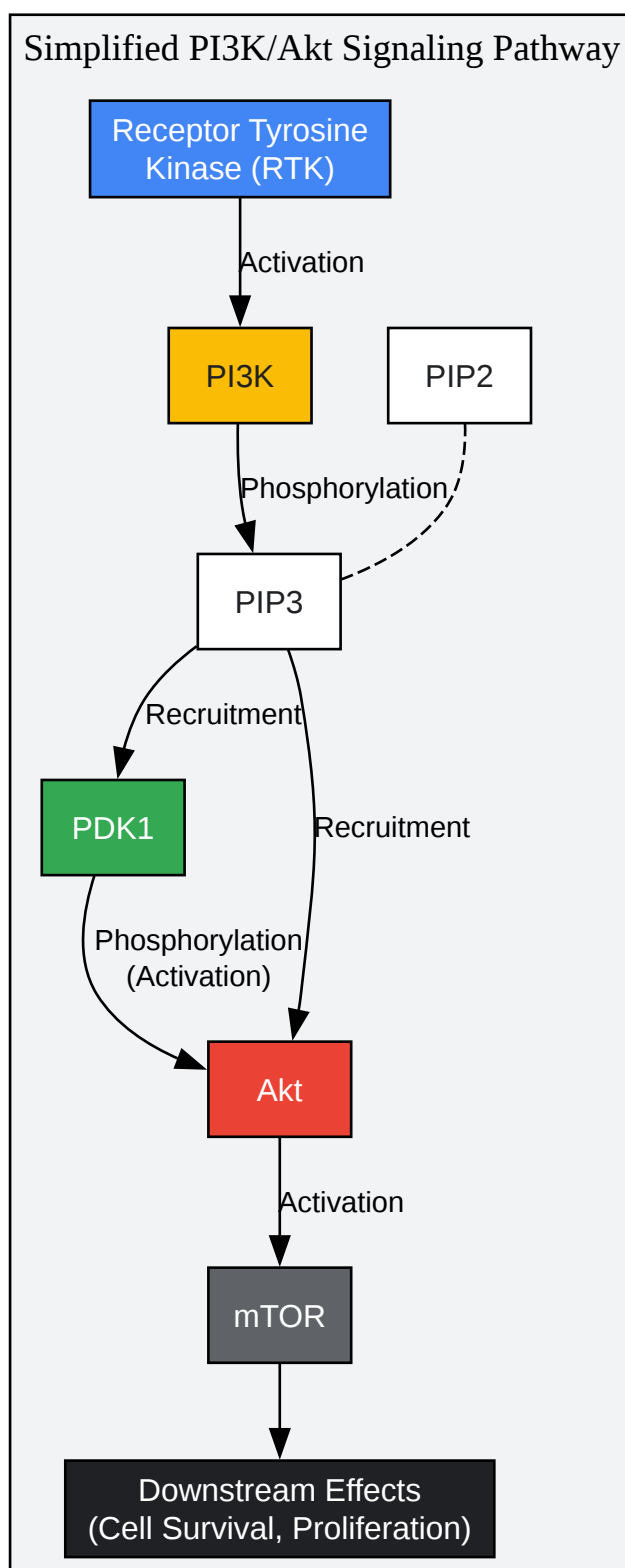 Simplified PI3K/Akt Signaling Pathway
Receptor Tyrosine
Kinase (RTK)
Activation
PI3K
PIP2
Phosphorylation
PIP3
Recruitment
PDK1
Recruitment
Phosphorylation
(Activation)
Akt
Activation
mTOR
Downstream Effects
(Cell Survival, Proliferation)